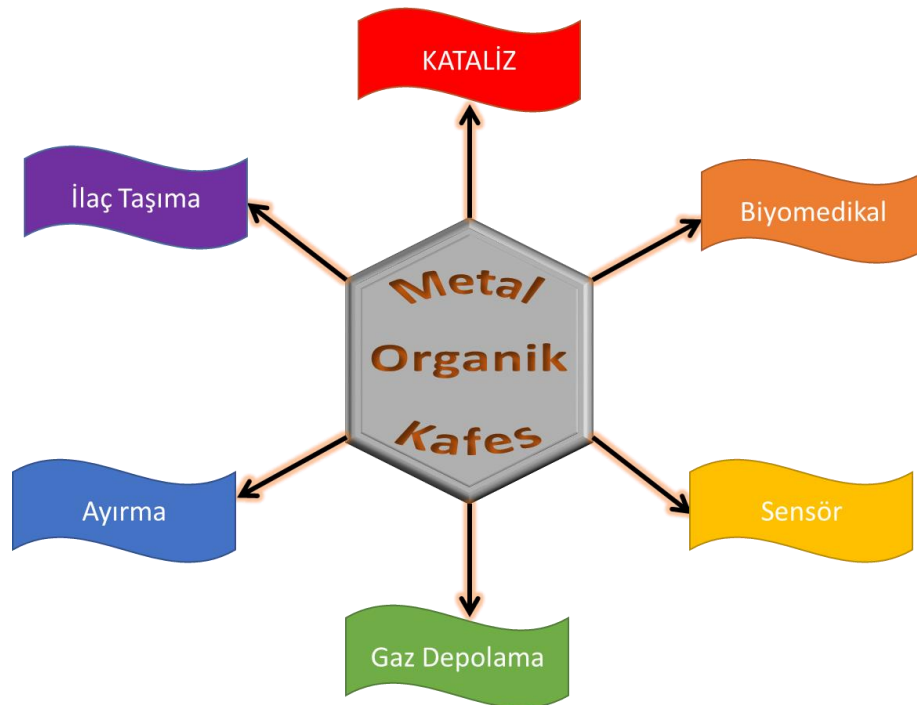 KATALİZ
İlaç Taşıma
Biyomedikal
Metal
Organik
Kafes
Ayırma
Sensör
Gaz Depolama